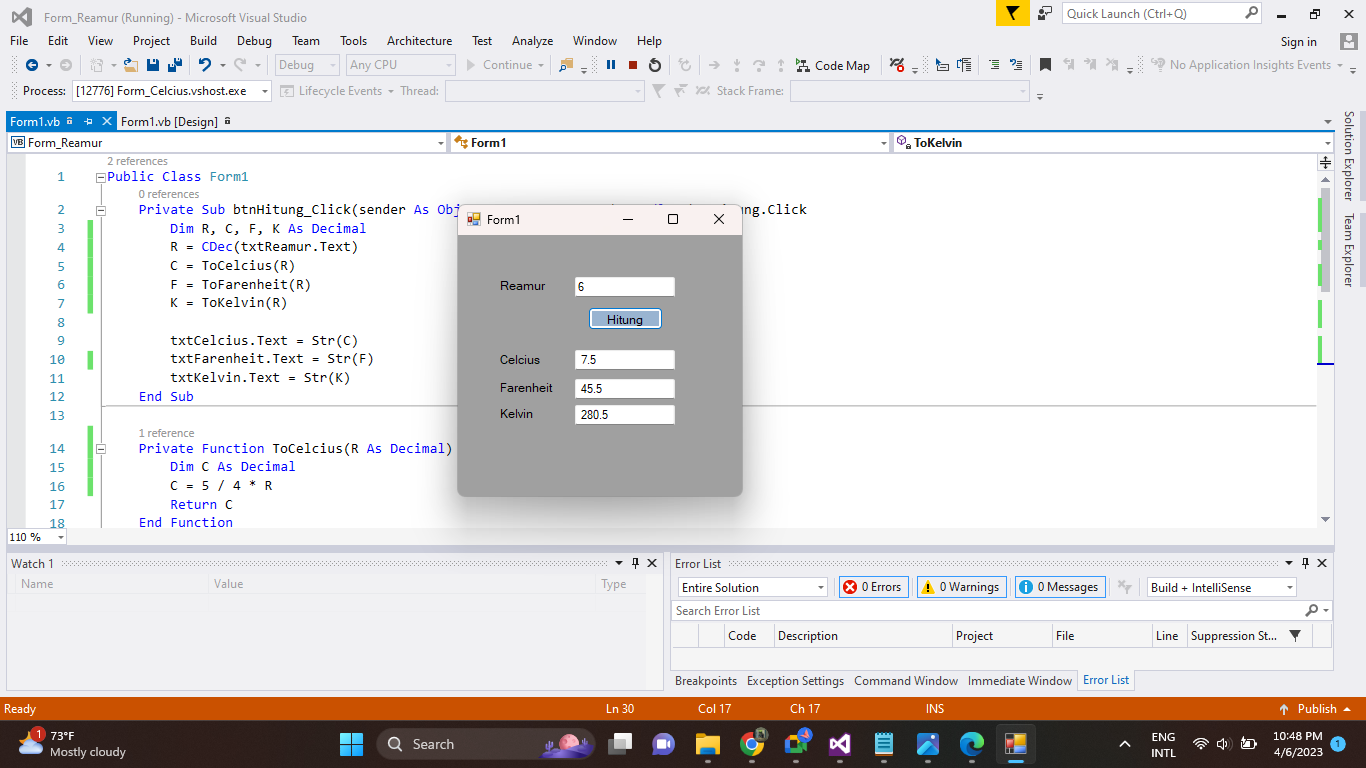 Form_Reamur (Running) - Microsoft Visual Studio
Quick Launch (Ctrl+Q)
File Edit View Project Build Debug Team Tools Architecture Test Analyze Window Help
Sign in
Debug Any CPU Continue Code Map No Application Insights Events
Process: [12776] Form_Celcius.vshost.exe Lifecycle Events Thread: Stack Frame:
Form1.vb Form1.vb [Design]
VB Form_Reamur Form1 ToKelvin
Solution Explorer
Team Explorer
2 references
1 Public Class Form1
0 references
2 Private Sub btnHitung_Click(sender As .Click
3 Dim R, C, F, K As Decimal
4 R = CDec(txtReamur.Text)
5 C = ToCelcius(R)
6 F = ToFarenheit(R)
7 K = ToKelvin(R)
8
9 txtCelcius.Text = Str(C)
10 txtFarenheit.Text = Str(F)
11 txtKelvin.Text = Str(K)
12 End Sub
13
1 reference
14 Private Function ToCelcius(R As Decimal)
15 Dim C As Decimal
16 C = 5 / 4 * R
17 Return C
18 End Function
110 %
Form1
Reamur 6
Hitung
Celcius 7.5
Farenheit 45.5
Kelvin 280.5
Watch 1
Name Value Type
Error List
Entire Solution 0 Errors 0 Warnings 0 Messages Build + IntelliSense
Search Error List
Code Description Project File Line Suppression St...
Breakpoints Exception Settings Command Window Immediate Window Error List
Ready Ln 30 Col 17 Ch 17 INS Publish
1
73°F
Mostly cloudy
Search
ENG
INTL
10:48 PM
4/6/2023
1